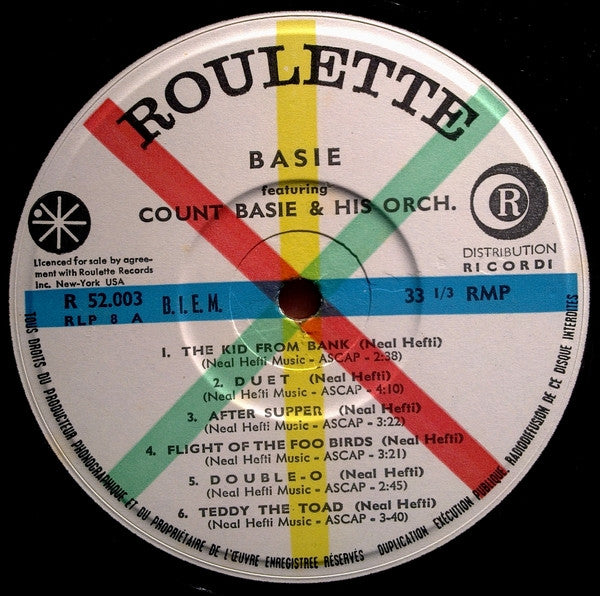 ROULETTE
BASIE
featuring
COUNT BASIE & HIS ORCH.
R
DISTRIBUTION
RICORDI
Licenced for sale by agree-
ment with Roulette Records
Inc. New-York USA
R 52.003 B.I.E.M. 33 1/3 RMP
RLP 8 A
1. THE KID FROM BANK (Neal Hefti)
(Neal Hefti Music - ASCAP - 2:38)
2. DUET (Neal Hefti)
(Neal Hefti Music - ASCAP - 4:10)
3. AFTER SUPPER (Neal Hefti)
(Neal Hefti Music - ASCAP - 3:22)
4. FLIGHT OF THE FOO BIRDS (Neal Hefti)
(Neal Hefti Music - ASCAP - 3:21)
5. DOUBLE-O (Neal Hefti)
(Neal Hefti Music - ASCAP - 2:45)
6. TEDDY THE TOAD (Neal Hefti)
(Neal Hefti Music - ASCAP - 3-40)
TOUS DROITES DU PRODUCTEUR PHONOGRAPHIQUE ET DU PROPRIÉTAIRE DE L'ŒUVRE ENREGISTREE RÉSERVÉS DUPLICATION EXÉCUTION PUBLIQUE RADIODIFFUSION DE CE DISQUE INTERDITES